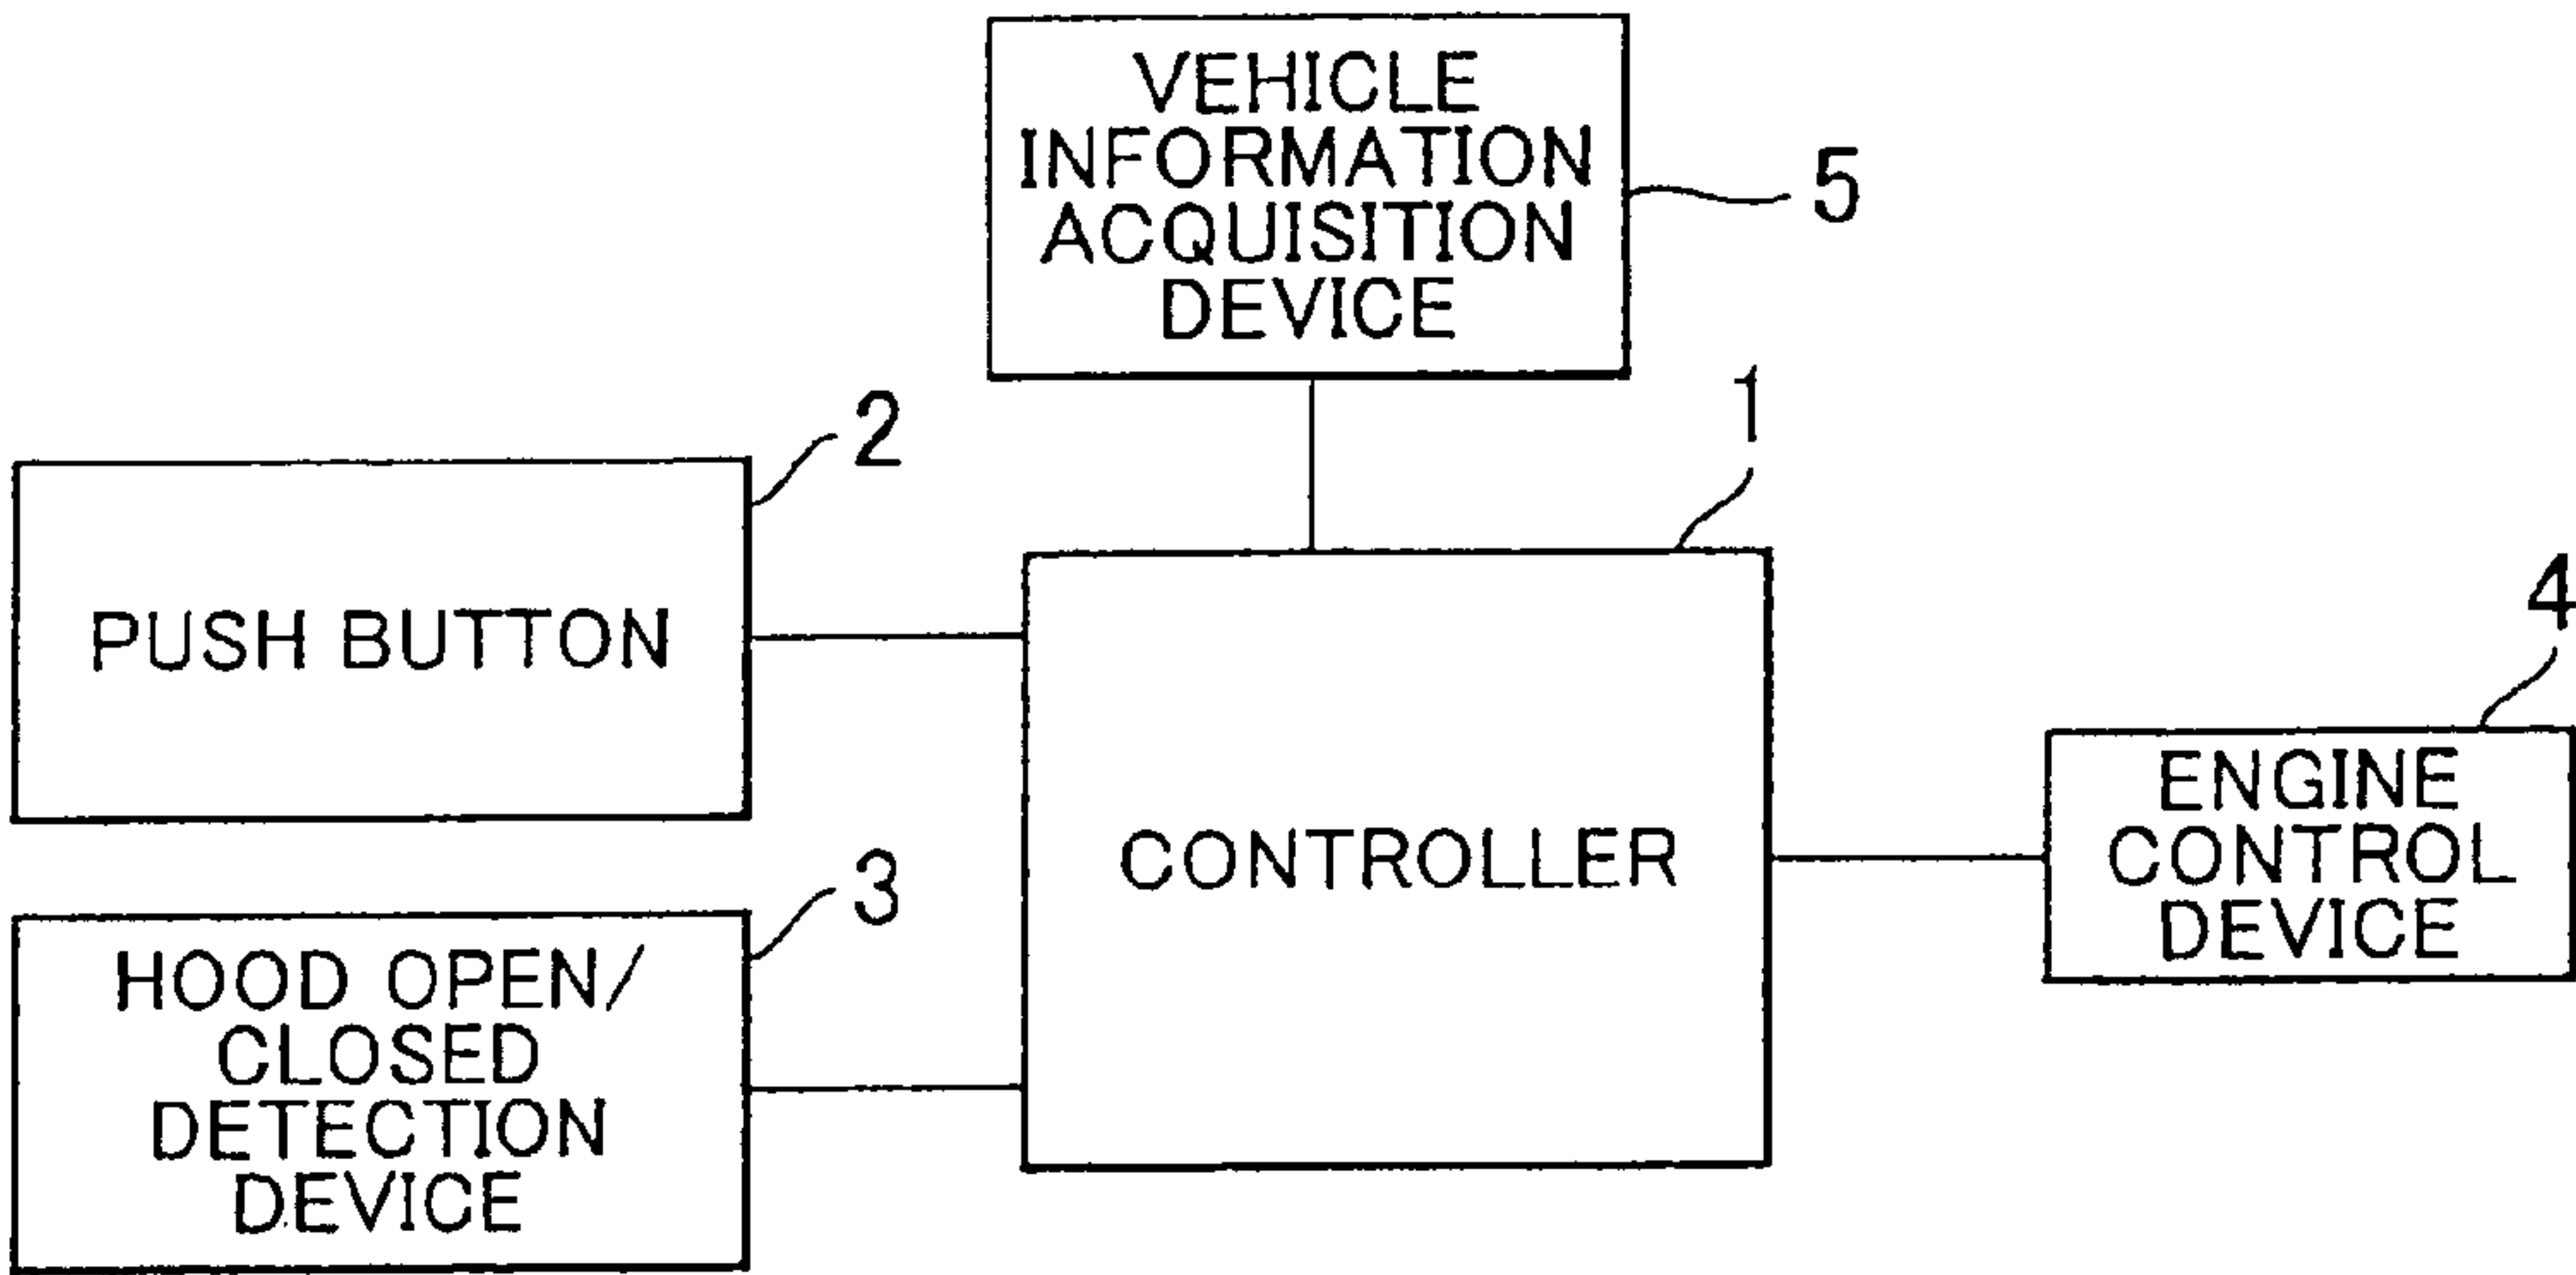 VEHICLE
INFORMATION
ACQUISITION
DEVICE
5
1
2
PUSH BUTTON
CONTROLLER
4
ENGINE
CONTROL
DEVICE
3
HOOD OPEN/
CLOSED
DETECTION
DEVICE